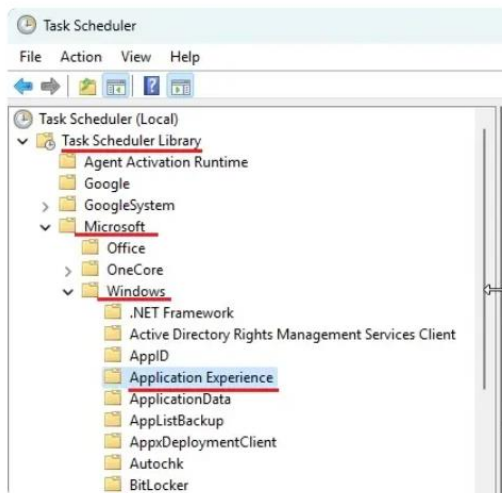 Task Scheduler
File Action View Help
Task Scheduler (Local)
Task Scheduler Library
Agent Activation Runtime
Google
GoogleSystem
Microsoft
Office
OneCore
Windows
.NET Framework
Active Directory Rights Management Services Client
AppID
Application Experience
ApplicationData
AppListBackup
AppxDeploymentClient
Autochk
BitLocker